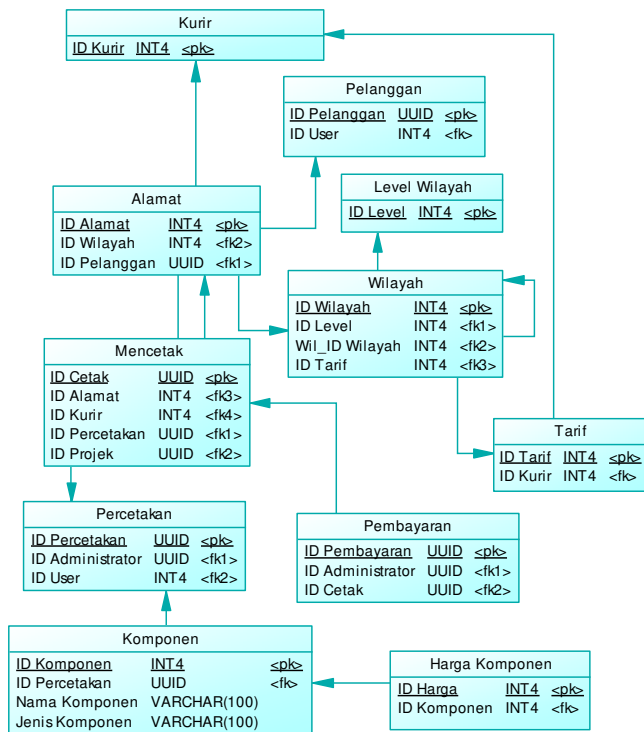 Kurir
ID Kurir INT4 <pk>
Pelanggan
ID Pelanggan UUID <pk>
ID User INT4 <fk>
Alamat
ID Alamat INT4 <pk>
ID Wilayah INT4 <fk2>
ID Pelanggan UUID <fk1>
Level Wilayah
ID Level INT4 <pk>
Wilayah
ID Wilayah INT4 <pk>
ID Level INT4 <fk1>
Wil_ID Wilayah INT4 <fk2>
ID Tarif INT4 <fk3>
Mencetak
ID Cetak UUID <pk>
ID Alamat INT4 <fk3>
ID Kurir INT4 <fk4>
ID Percetakan UUID <fk1>
ID Projek UUID <fk2>
Tarif
ID Tarif INT4 <pk>
ID Kurir INT4 <fk>
Percetakan
ID Percetakan UUID <pk>
ID Administrator UUID <fk1>
ID User INT4 <fk2>
Pembayaran
ID Pembayaran UUID <pk>
ID Administrator UUID <fk1>
ID Cetak UUID <fk2>
Komponen
ID Komponen INT4 <pk>
ID Percetakan UUID <fk>
Nama Komponen VARCHAR(100)
Jenis Komponen VARCHAR(100)
Harga Komponen
ID Harga INT4 <pk>
ID Komponen INT4 <fk>